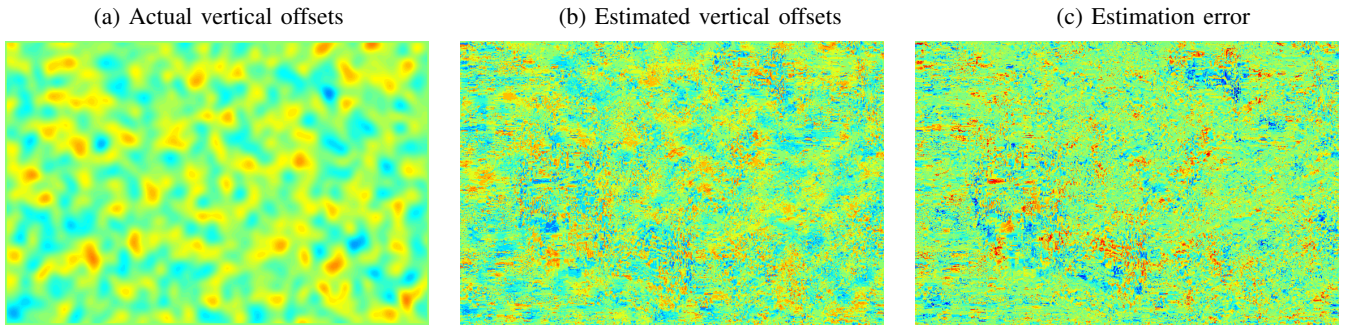 (a) Actual vertical offsets
(b) Estimated vertical offsets
(c) Estimation error